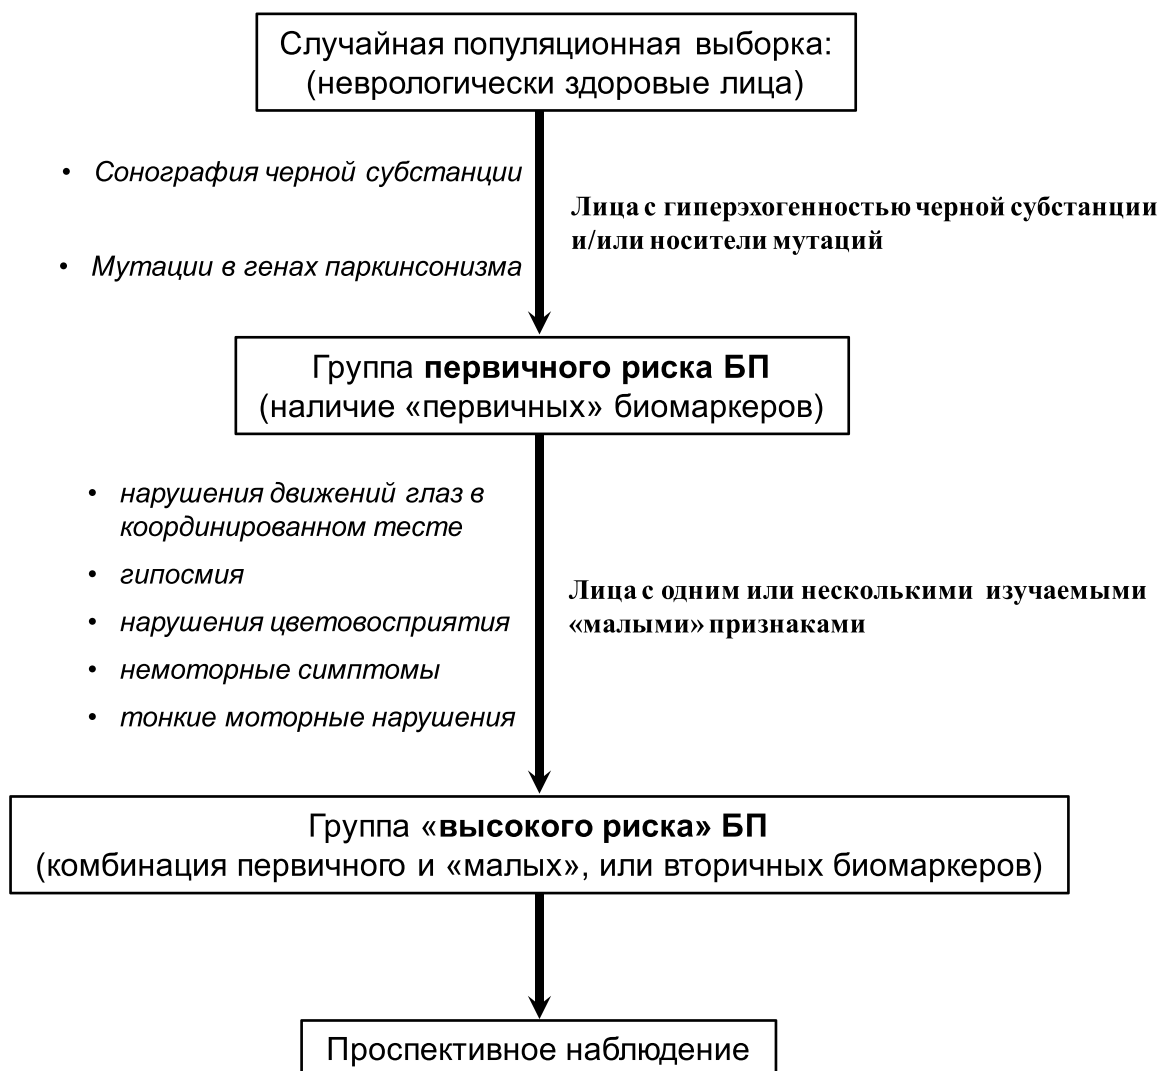 Случайная популяционная выборка:
(неврологически здоровые лица)
• Сонография черной субстанции
Лица с гиперэхогенностью черной субстанции
и/или носители мутаций
• Мутации в генах паркинсонизма
Группа первичного риска БП
(наличие «первичных» биомаркеров)
• нарушения движений глаз в
координированном тесте
• гипосмия
Лица с одним или несколькими изучаемыми
«малыми» признаками
• нарушения цветовосприятия
• немоторные симптомы
• тонкие моторные нарушения
Группа «высокого риска» БП
(комбинация первичного и «малых», или вторичных биомаркеров)
Проспективное наблюдение